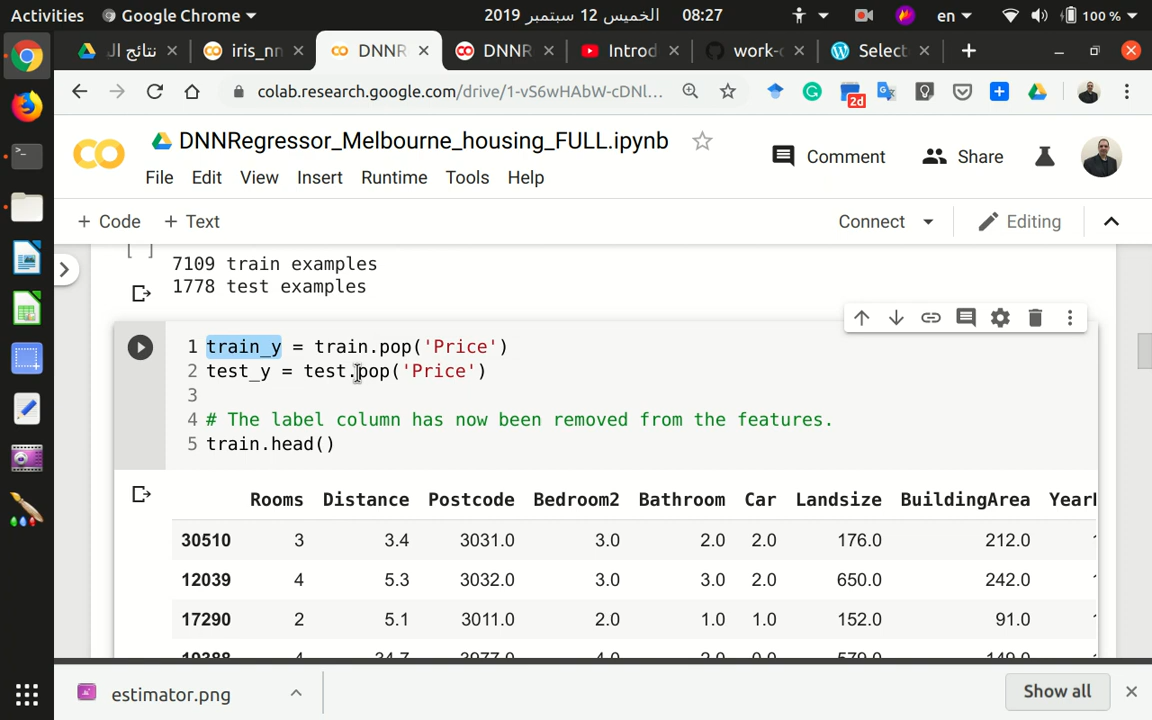 Activities Google Chrome الخميس 12 سبتمبر 2019 08:27 en 100 %
نتائج ال iris_nn DNNR DNNR Introd work- Select
colab.research.google.com/drive/1-vS6wHAbW-cDNl... 2d
DNNRegressor_Melbourne_housing_FULL.ipynb Comment Share
File Edit View Insert Runtime Tools Help
+ Code + Text Connect Editing
[ ] 7109 train examples
1778 test examples
1 train_y = train.pop('Price')
2 test_y = test.pop('Price')
3
4 # The label column has now been removed from the features.
5 train.head()
Rooms Distance Postcode Bedroom2 Bathroom Car Landsize BuildingArea
30510 3 3.4 3031.0 3.0 2.0 2.0 176.0 212.0
12039 4 5.3 3032.0 3.0 3.0 2.0 650.0 242.0
17290 2 5.1 3011.0 2.0 1.0 1.0 152.0 91.0
estimator.png Show all